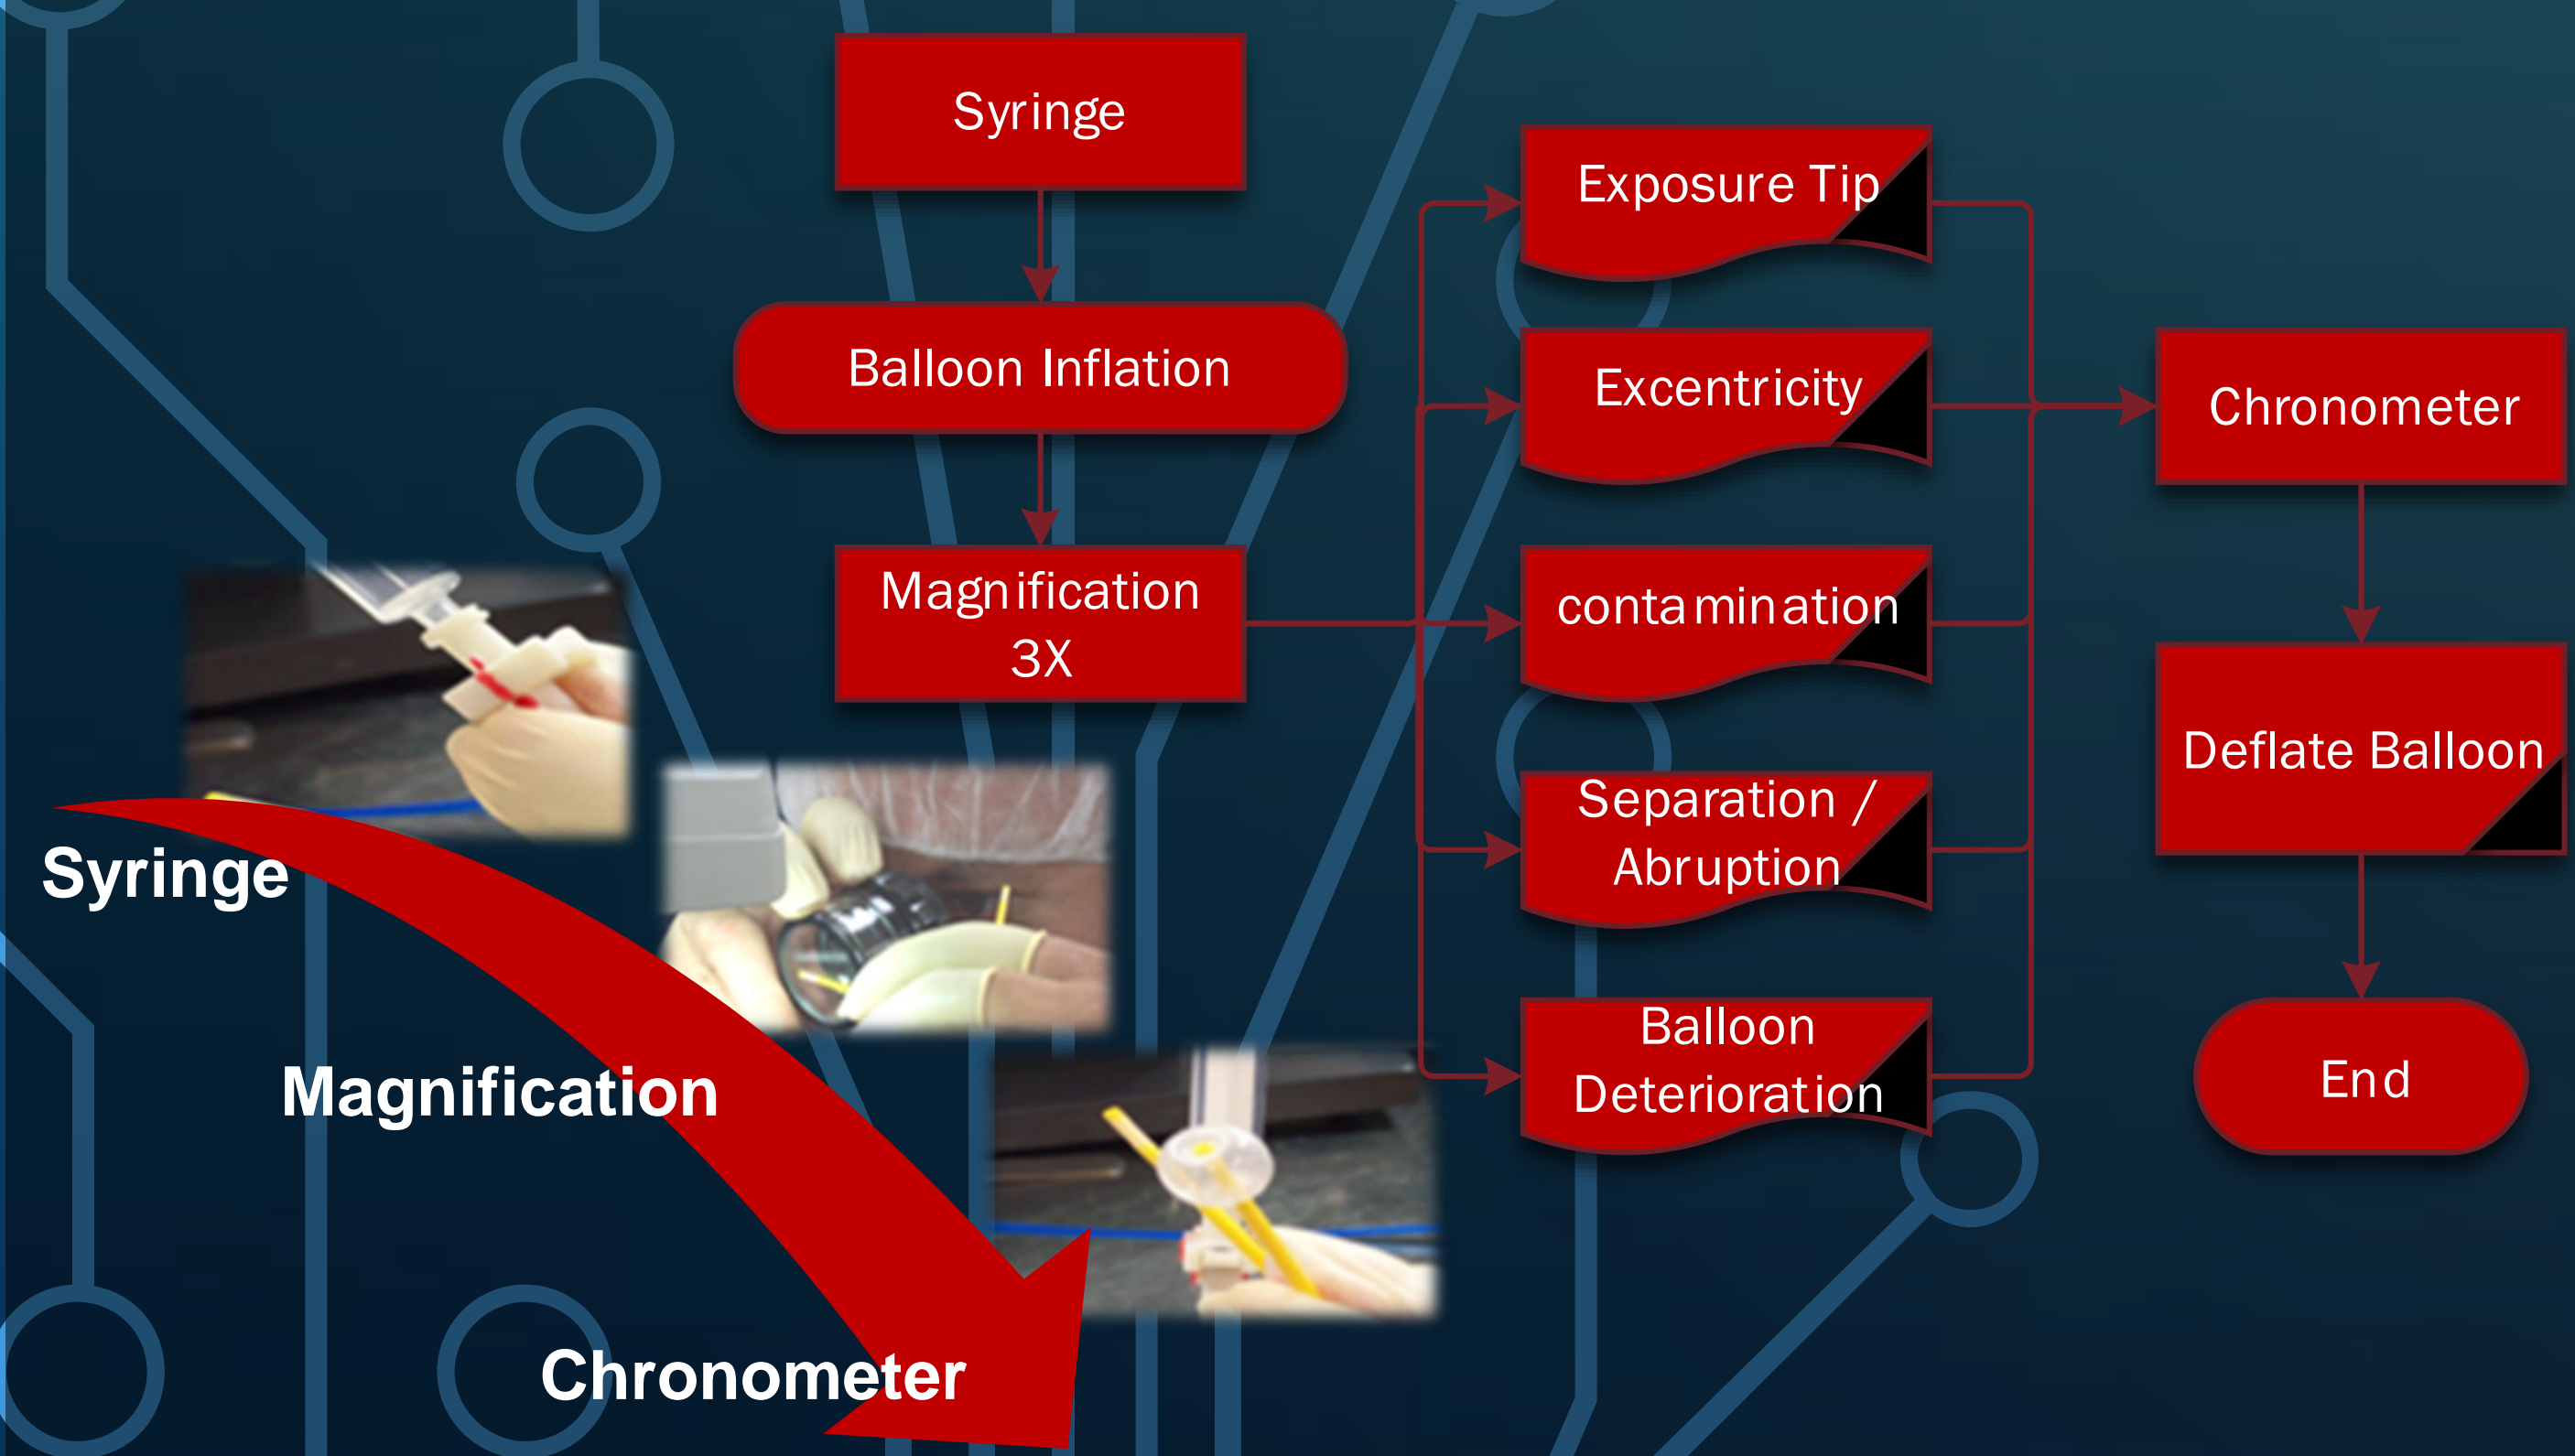 Syringe
Balloon Inflation
Magnification
3X
Exposure Tip
Excentricity
contamination
Separation /
Abruption
Balloon
Deterioration
Chronometer
Deflate Balloon
End
Syringe
Magnification
Chronometer